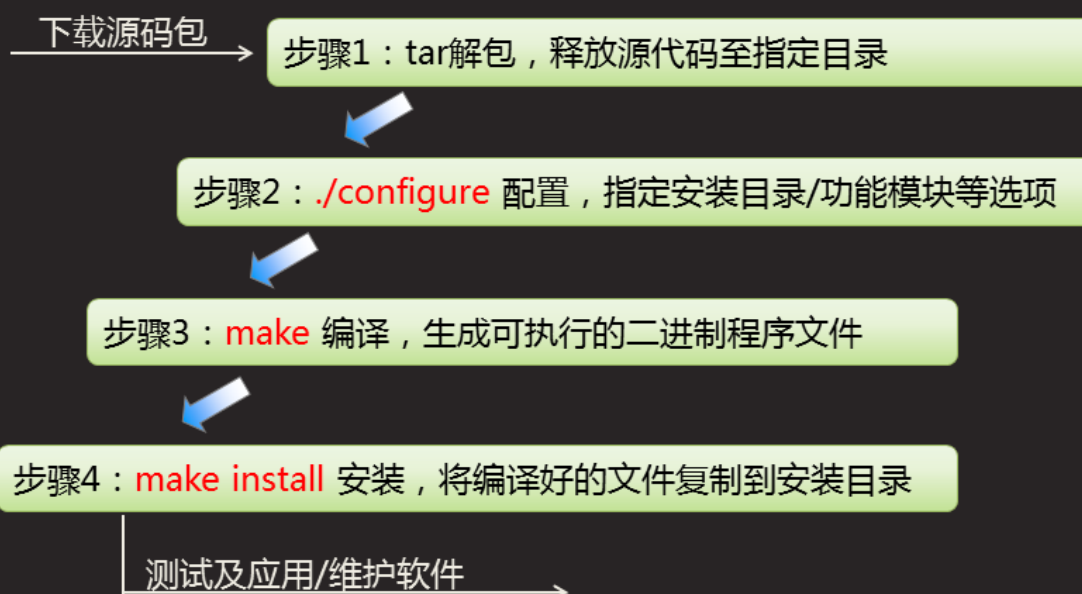 下载源码包
步骤1：tar解包，释放源代码至指定目录
步骤2：./configure 配置，指定安装目录/功能模块等选项
步骤3：make 编译，生成可执行的二进制程序文件
步骤4：make install 安装，将编译好的文件复制到安装目录
测试及应用/维护软件